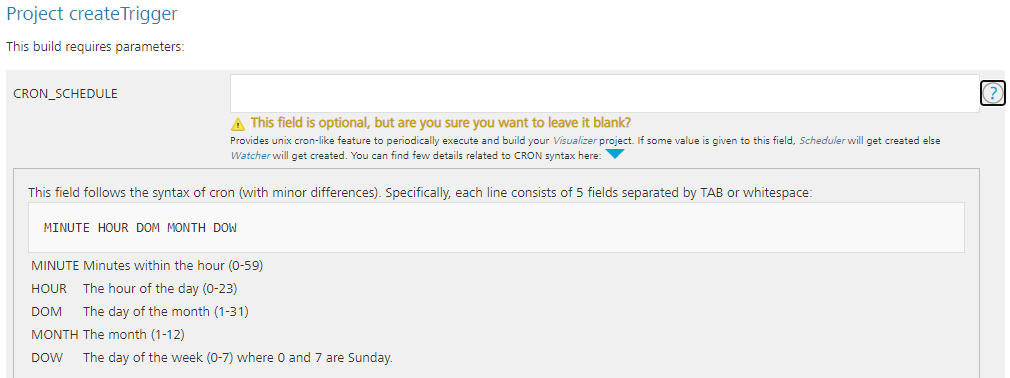 Project createTrigger
This build requires parameters:
CRON_SCHEDULE
?
This field is optional, but are you sure you want to leave it blank?
Provides unix cron-like feature to periodically execute and build your Visualizer project. If some value is given to this field, Scheduler will get created else
Watcher will get created. You can find few details related to CRON syntax here:
This field follows the syntax of cron (with minor differences). Specifically, each line consists of 5 fields separated by TAB or whitespace:
MINUTE HOUR DOM MONTH DOW
MINUTE Minutes within the hour (0-59)
HOUR The hour of the day (0-23)
DOM The day of the month (1-31)
MONTH The month (1-12)
DOW The day of the week (0-7) where 0 and 7 are Sunday.